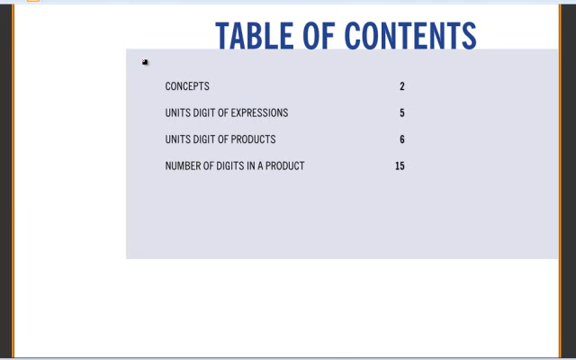 TABLE OF CONTENTS
CONCEPTS 2
UNITS DIGIT OF EXPRESSIONS 5
UNITS DIGIT OF PRODUCTS 6
NUMBER OF DIGITS IN A PRODUCT 15